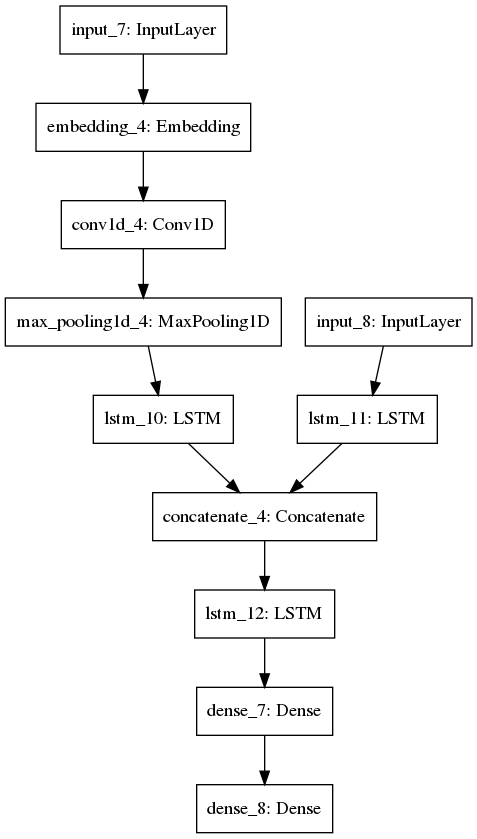 input_7: InputLayer
embedding_4: Embedding
conv1d_4: Conv1D
max_pooling1d_4: MaxPooling1D
input_8: InputLayer
lstm_10: LSTM
lstm_11: LSTM
concatenate_4: Concatenate
lstm_12: LSTM
dense_7: Dense
dense_8: Dense